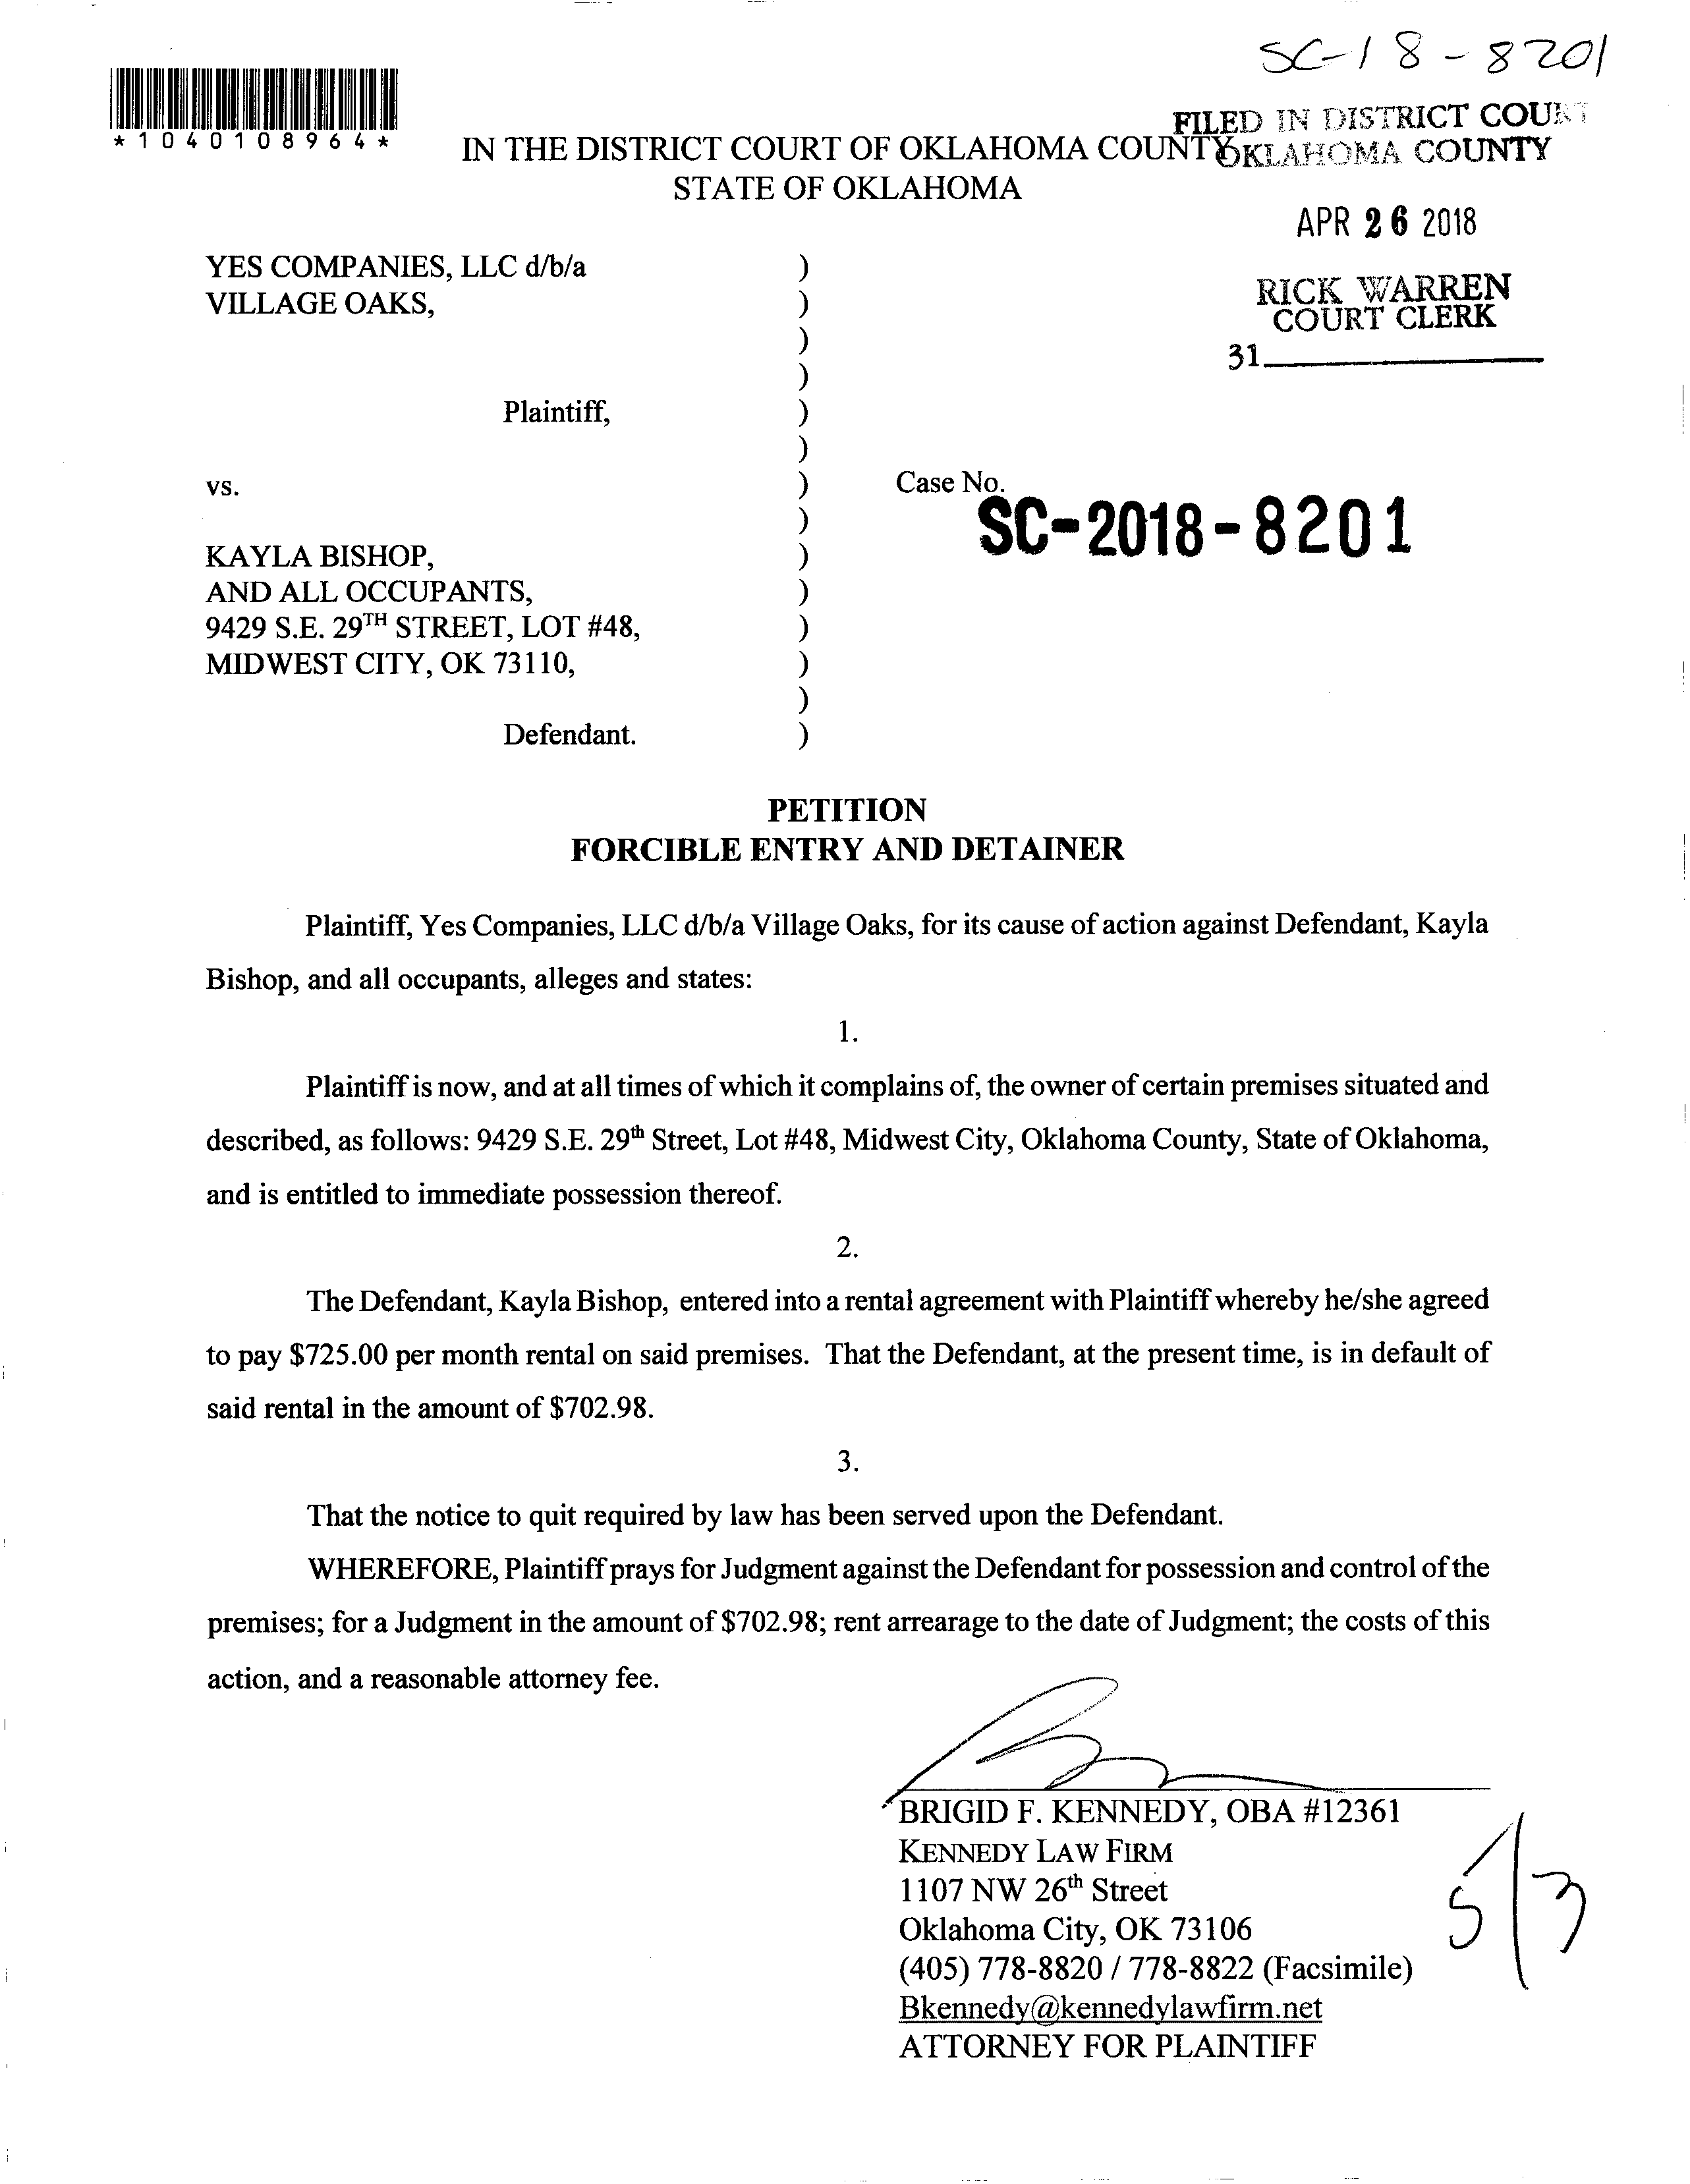 SC-18-8201
*1040108964*
FILED IN DISTRICT COURT
OKLAHOMA COUNTY
IN THE DISTRICT COURT OF OKLAHOMA COUNTY
STATE OF OKLAHOMA
APR 26 2018
RICK WARREN
COURT CLERK
31
YES COMPANIES, LLC d/b/a )
VILLAGE OAKS, )
)
)
Plaintiff, )
)
vs. ) Case No. SC-2018-8201
)
KAYLA BISHOP, )
AND ALL OCCUPANTS, )
9429 S.E. 29TH STREET, LOT #48, )
MIDWEST CITY, OK 73110, )
)
Defendant. )
PETITION
FORCIBLE ENTRY AND DETAINER
Plaintiff, Yes Companies, LLC d/b/a Village Oaks, for its cause of action against Defendant, Kayla
Bishop, and all occupants, alleges and states:
1.
Plaintiff is now, and at all times of which it complains of, the owner of certain premises situated and
described, as follows: 9429 S.E. 29th Street, Lot #48, Midwest City, Oklahoma County, State of Oklahoma,
and is entitled to immediate possession thereof.
2.
The Defendant, Kayla Bishop, entered into a rental agreement with Plaintiff whereby he/she agreed
to pay $725.00 per month rental on said premises. That the Defendant, at the present time, is in default of
said rental in the amount of $702.98.
3.
That the notice to quit required by law has been served upon the Defendant.
WHEREFORE, Plaintiff prays for Judgment against the Defendant for possession and control of the
premises; for a Judgment in the amount of $702.98; rent arrearage to the date of Judgment; the costs of this
action, and a reasonable attorney fee.
BRIGID F. KENNEDY, OBA #12361
KENNEDY LAW FIRM
1107 NW 26th Street
Oklahoma City, OK 73106
(405) 778-8820 / 778-8822 (Facsimile)
Bkennedy@kennedylawfirm.net
ATTORNEY FOR PLAINTIFF
5/3